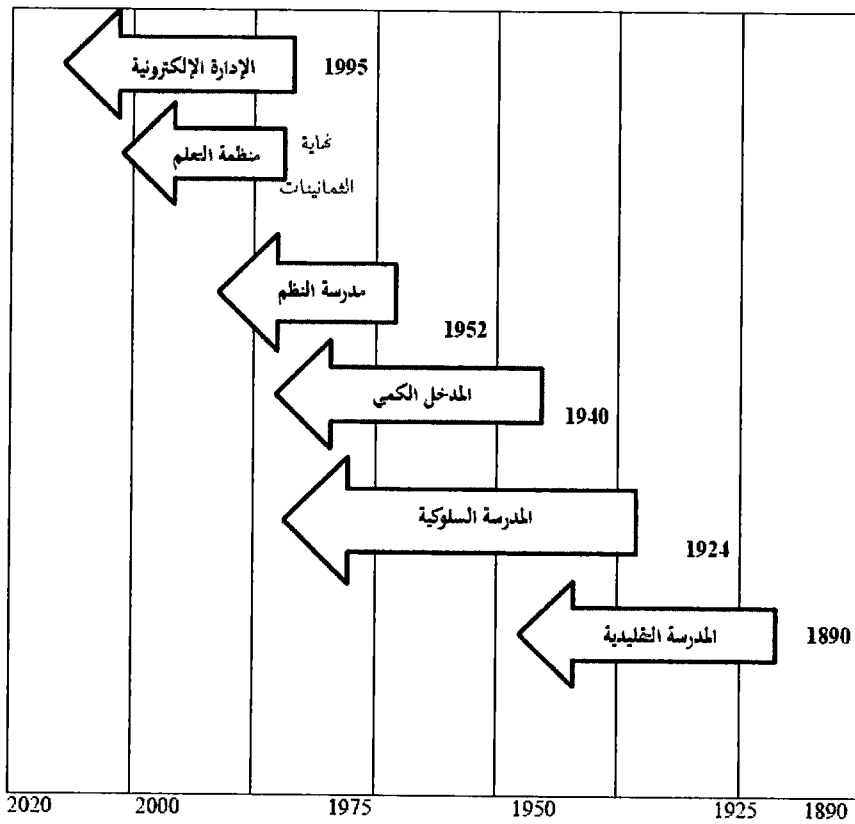 الإدارة الإلكترونية 1995
منظمة التعلم نهاية
الثمانينات
مدرسة النظم
1952
المدخل الكمي
1940
المدرسة السلوكية
1924
المدرسة التقليدية 1890
2020 2000 1975 1950 1925 1890